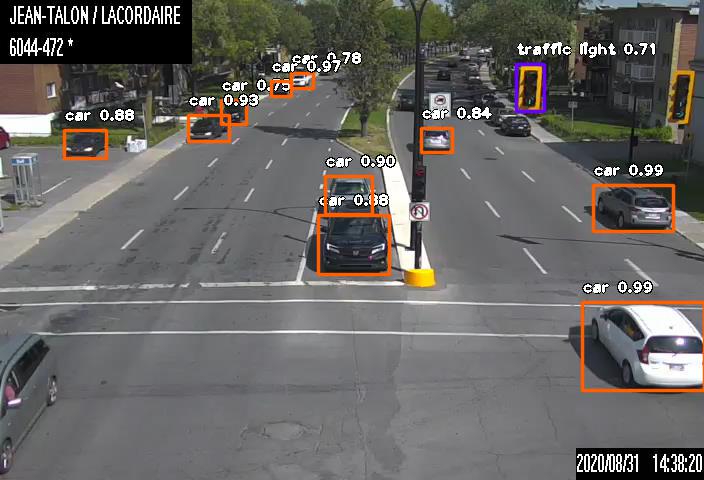 JEAN-TALON / LACORDAIRE
6044-472 *
car 0.78
car 0.97
traffic light 0.71
car 0.75
car 0.93
car 0.88
car 0.84
car 0.90
car 0.99
car 0.88
car 0.99
2020/08/31 14:38:20